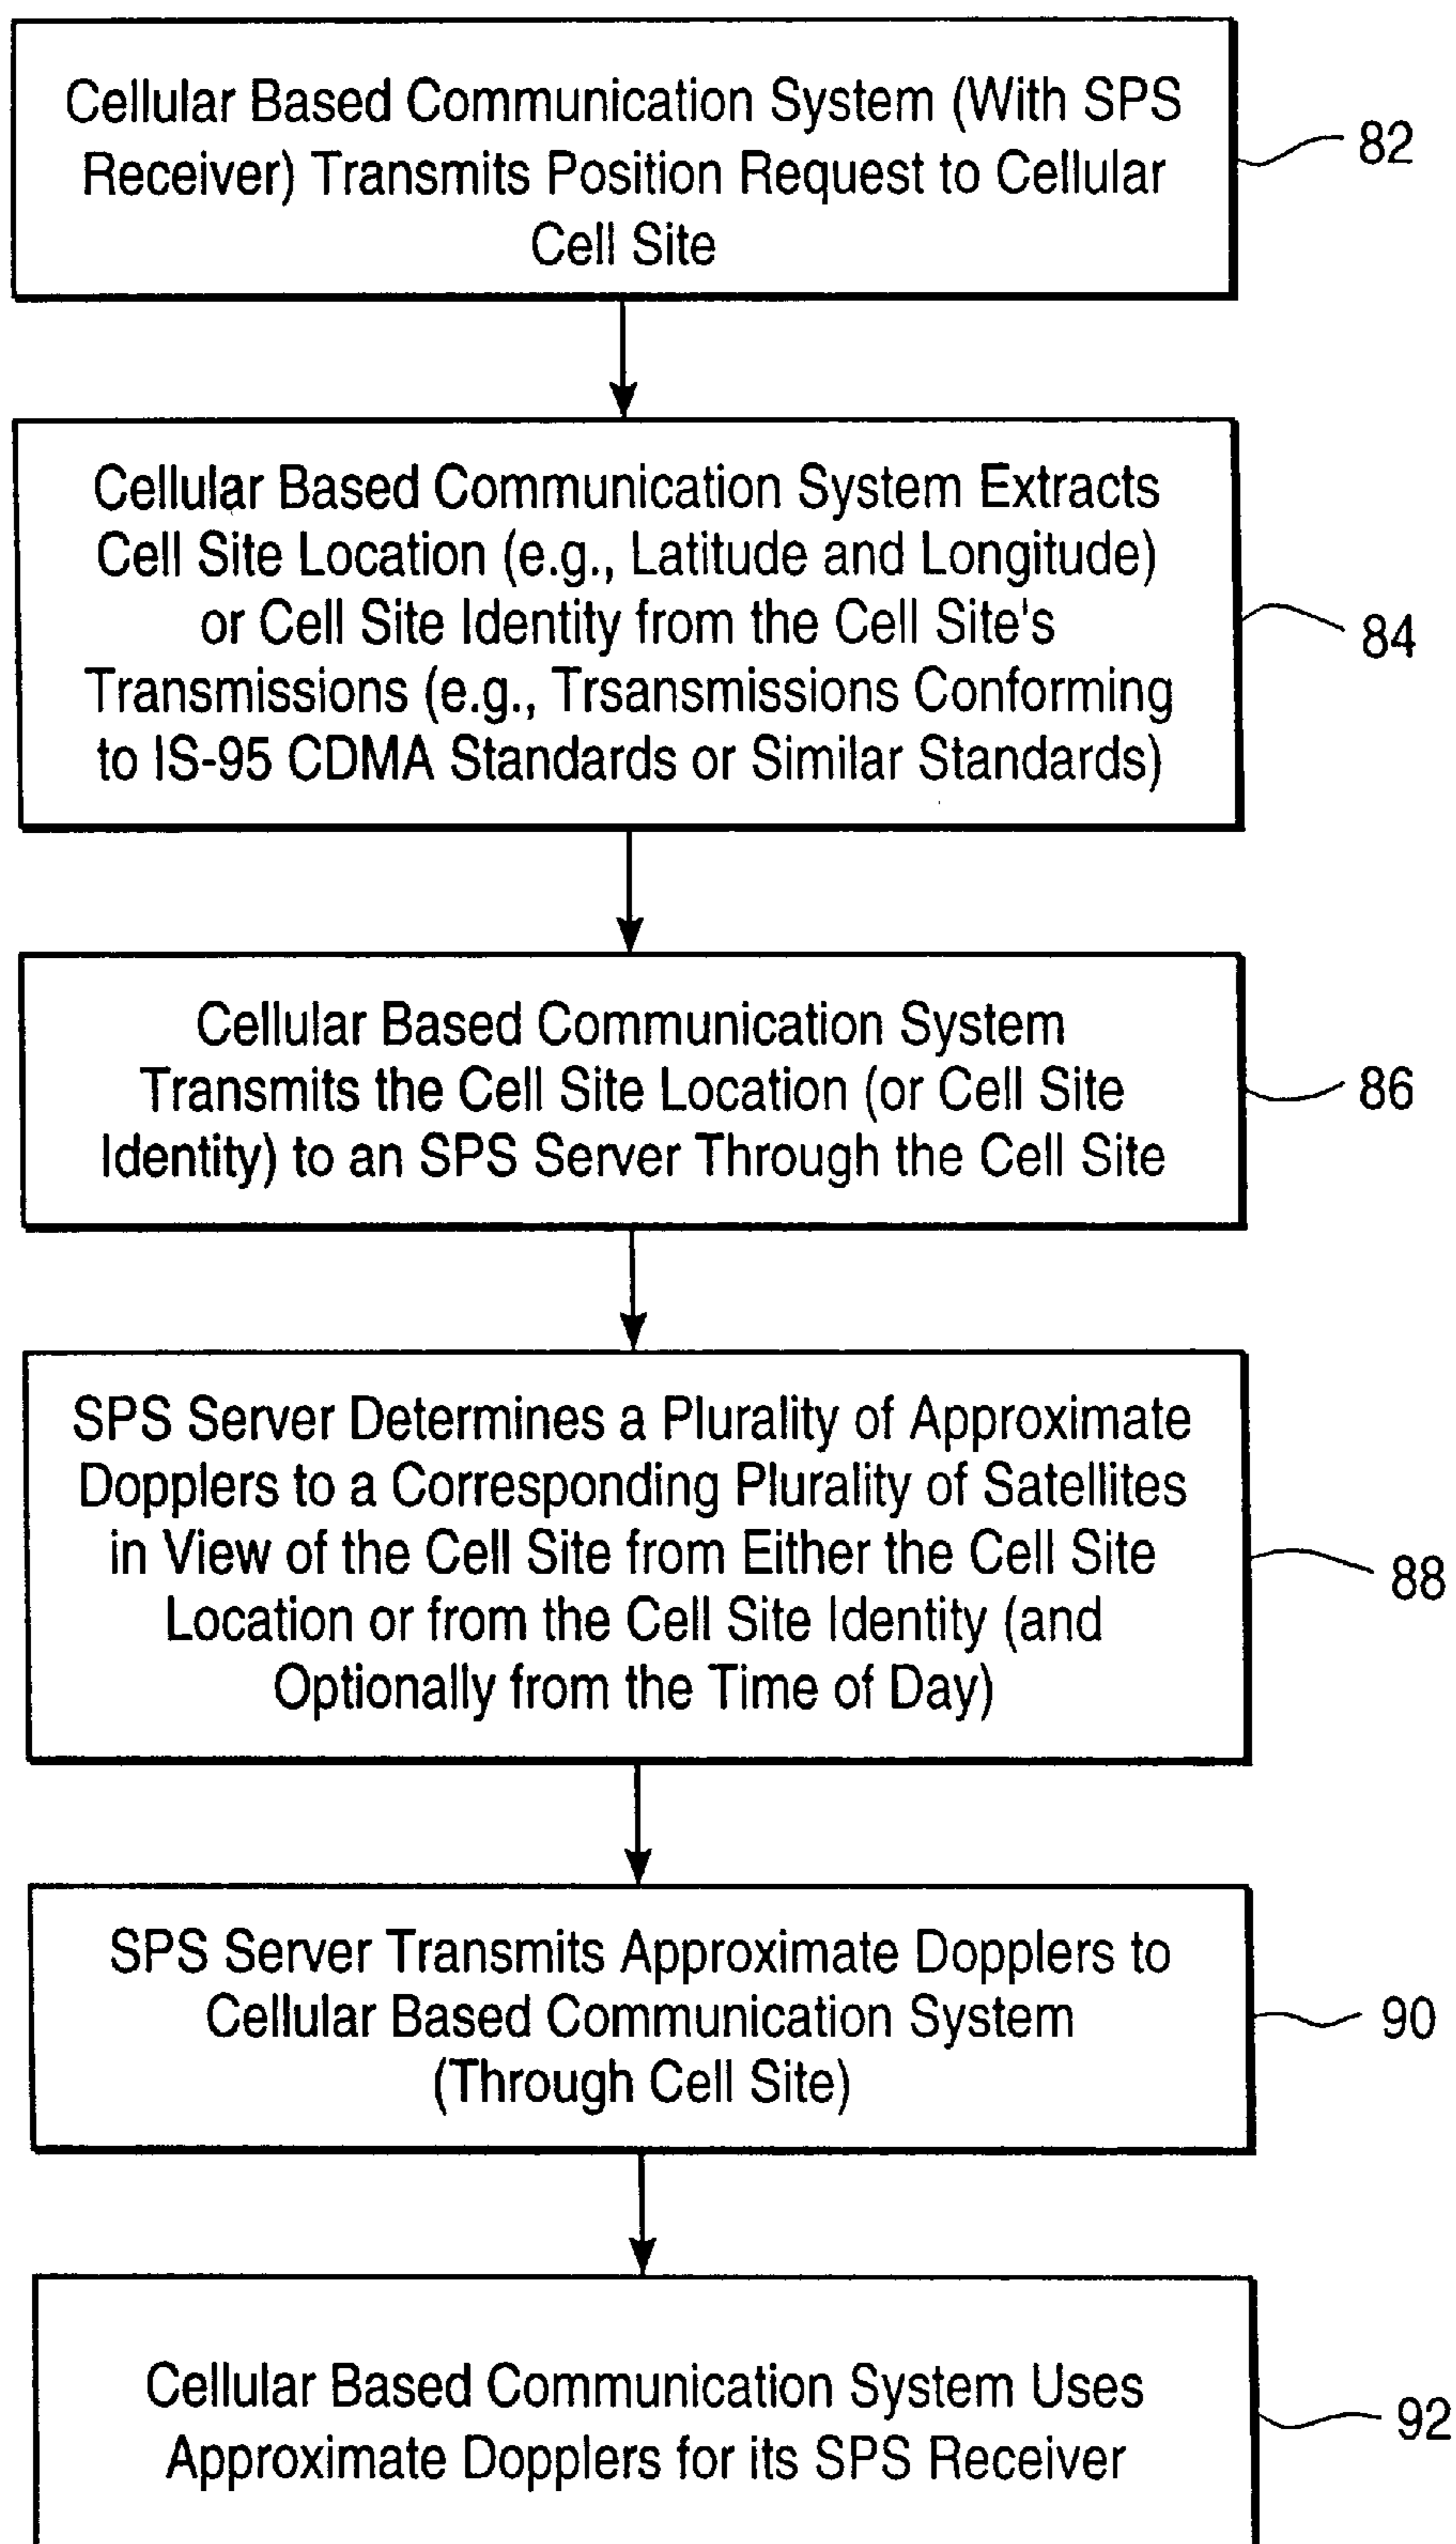 Cellular Based Communication System (With SPS
Receiver) Transmits Position Request to Cellular
Cell Site
82
Cellular Based Communication System Extracts
Cell Site Location (e.g., Latitude and Longitude)
or Cell Site Identity from the Cell Site's
Transmissions (e.g., Trsansmissions Conforming
to IS-95 CDMA Standards or Similar Standards)
84
Cellular Based Communication System
Transmits the Cell Site Location (or Cell Site
Identity) to an SPS Server Through the Cell Site
86
SPS Server Determines a Plurality of Approximate
Dopplers to a Corresponding Plurality of Satellites
in View of the Cell Site from Either the Cell Site
Location or from the Cell Site Identity (and
Optionally from the Time of Day)
88
SPS Server Transmits Approximate Dopplers to
Cellular Based Communication System
(Through Cell Site)
90
Cellular Based Communication System Uses
Approximate Dopplers for its SPS Receiver
92